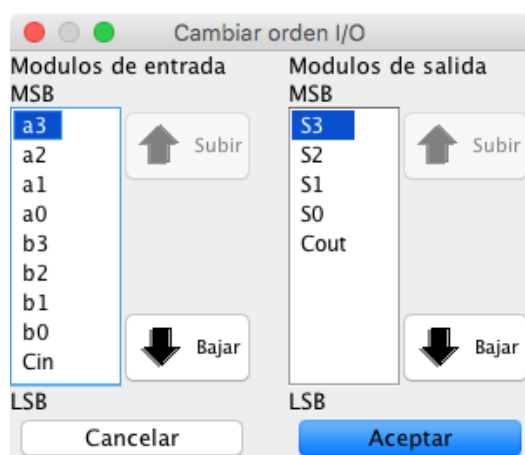 Cambiar orden I/O
Modulos de entrada
MSB
a3
a2
a1
a0
b3
b2
b1
b0
Cin
LSB
Subir
Bajar
Cancelar
Modulos de salida
MSB
S3
S2
S1
S0
Cout
LSB
Subir
Bajar
Aceptar